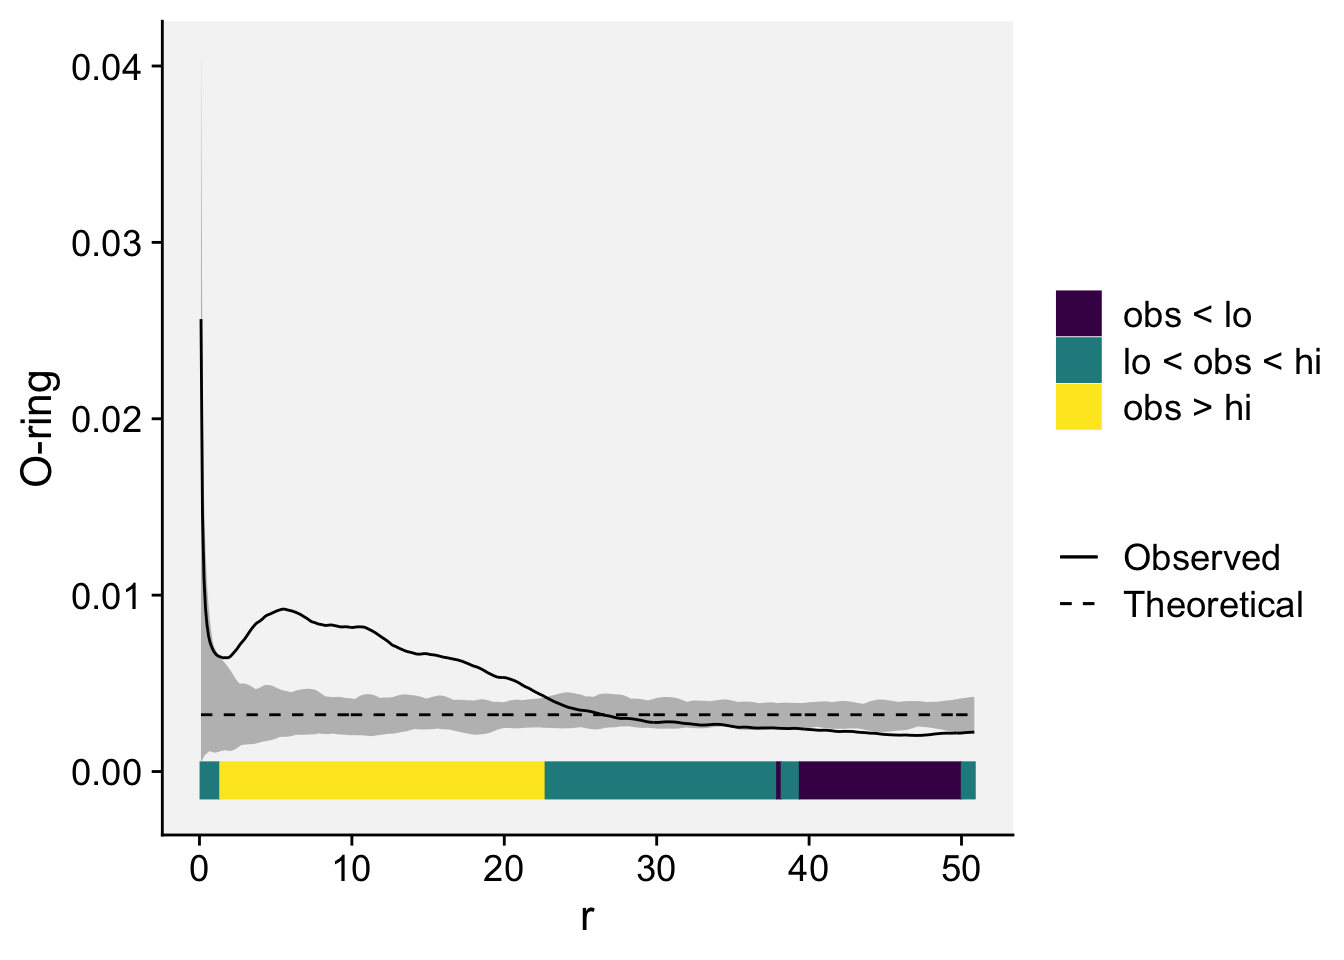 0.04
0.03
0.02
0.01
0.00
O-ring
0
10
20
30
40
50
r
obs < lo
lo < obs < hi
obs > hi
Observed
Theoretical